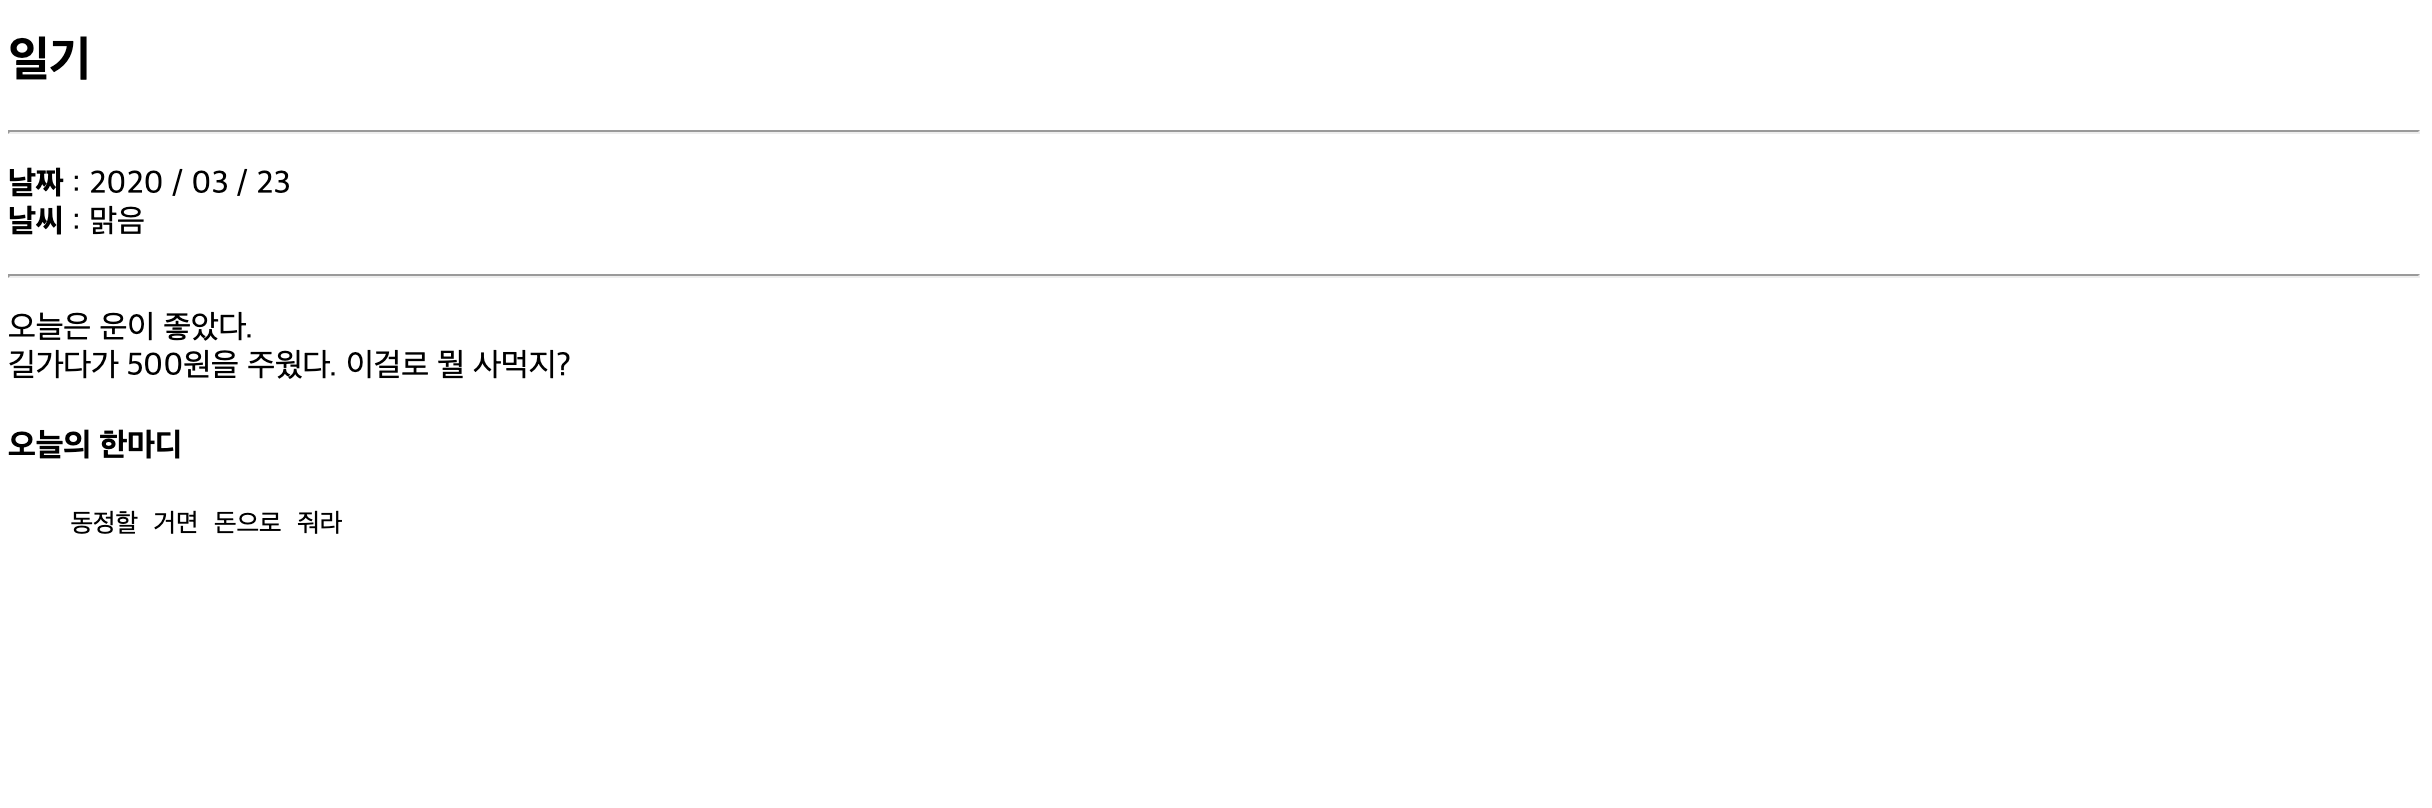 일기
날짜 : 2020 / 03 / 23
날씨 : 맑음
오늘은 운이 좋았다.
길가다가 500원을 주웠다. 이걸로 뭘 사먹지?
오늘의 한마디
동정할 거면 돈으로 줘라